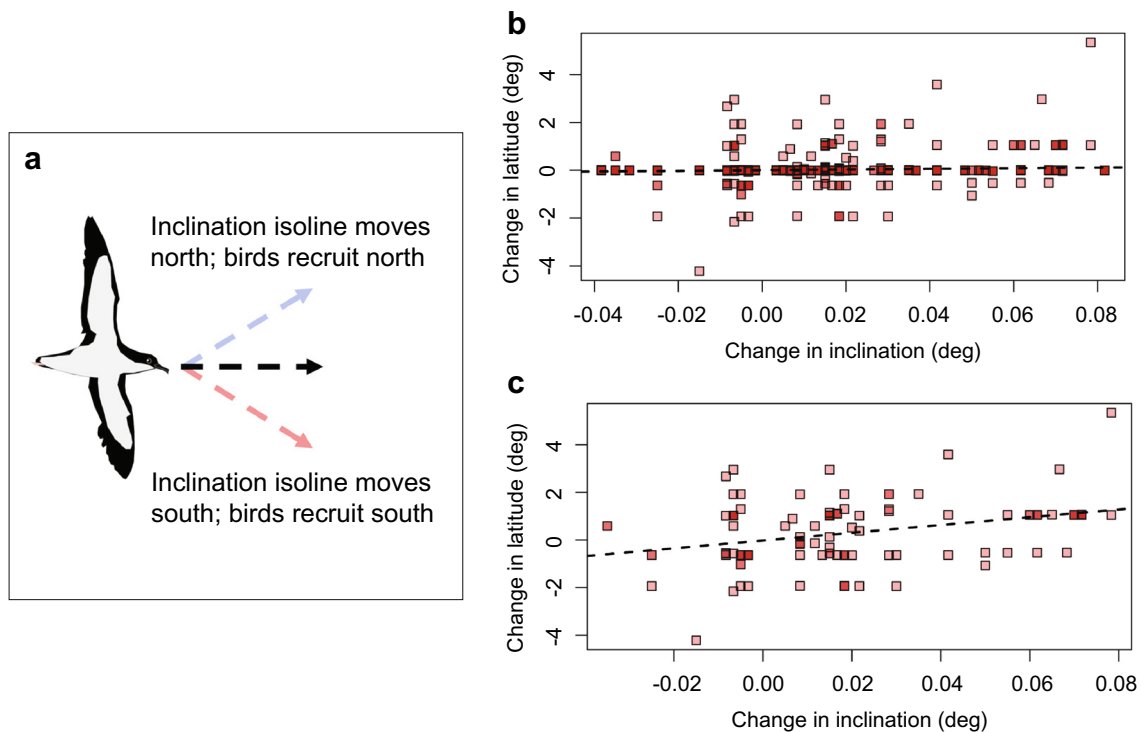 a
Inclination isoline moves
north; birds recruit north
Inclination isoline moves
south; birds recruit south
b
Change in latitude (deg)
4
2
0
-2
-4
-0.04 -0.02 0.00 0.02 0.04 0.06 0.08
Change in inclination (deg)
c
Change in latitude (deg)
4
2
0
-2
-4
-0.02 0.00 0.02 0.04 0.06 0.08
Change in inclination (deg)